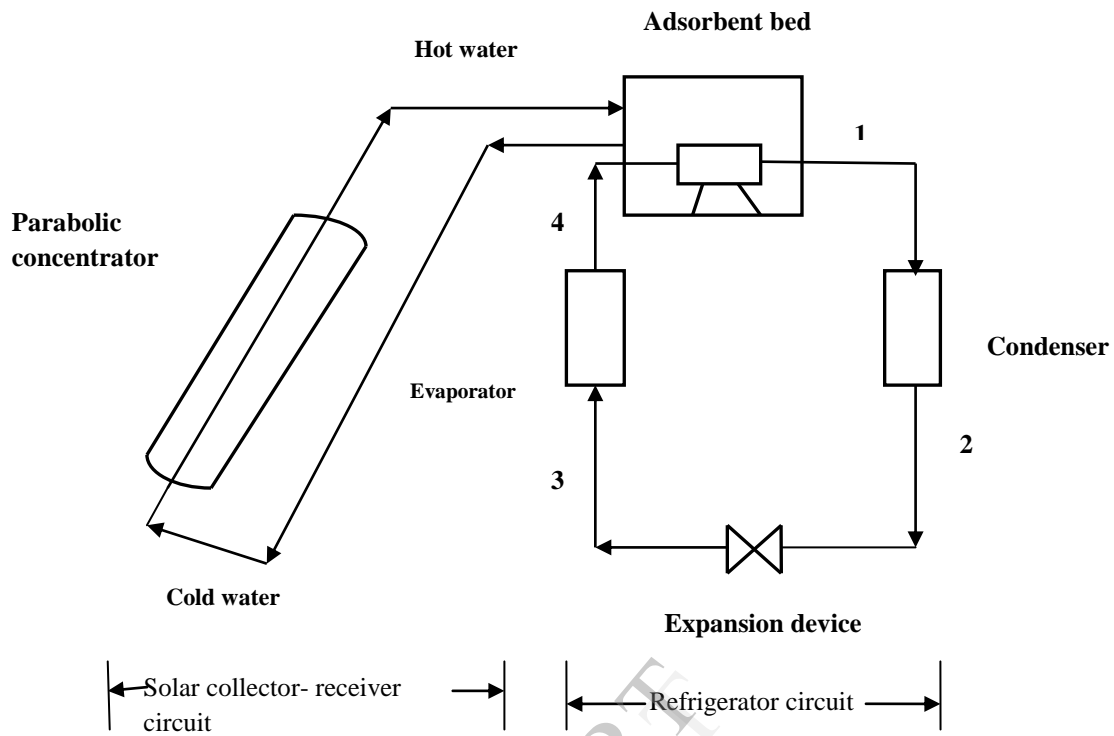 Adsorbent bed
Hot water
1
Parabolic
concentrator
4
Condenser
Evaporator
2
3
Cold water
Expansion device
Solar collector- receiver
circuit
Refrigerator circuit